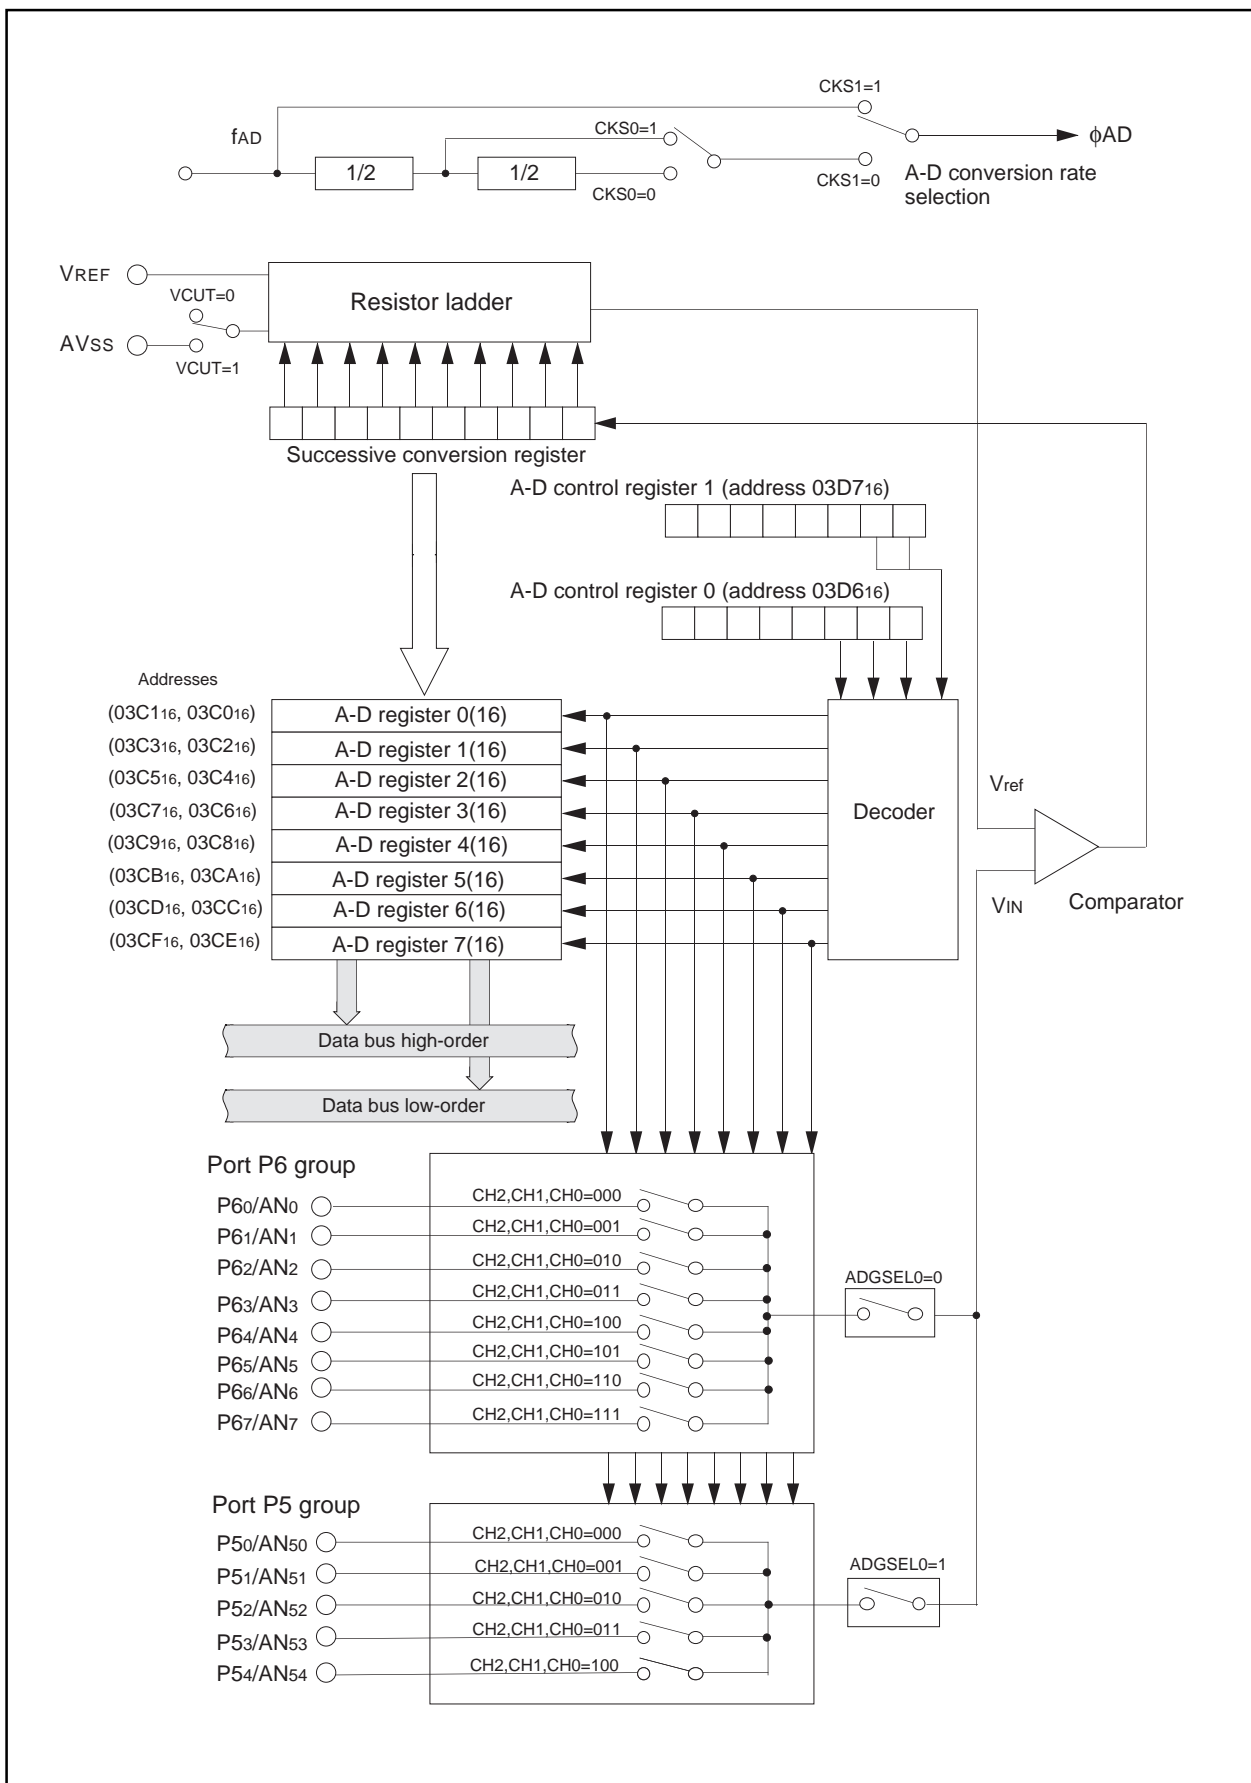 CKS1=1
fAD
CKS0=1
ϕAD
1/2
1/2
CKS0=0
CKS1=0
A-D conversion rate
selection
VREF
VCUT=0
Resistor ladder
AVSS
VCUT=1
Successive conversion register
A-D control register 1 (address 03D716)
A-D control register 0 (address 03D616)
Addresses
(03C116, 03C016)
A-D register 0(16)
(03C316, 03C216)
A-D register 1(16)
(03C516, 03C416)
A-D register 2(16)
(03C716, 03C616)
A-D register 3(16)
(03C916, 03C816)
A-D register 4(16)
(03CB16, 03CA16)
A-D register 5(16)
(03CD16, 03CC16)
A-D register 6(16)
(03CF16, 03CE16)
A-D register 7(16)
Decoder
Vref
VIN
Comparator
Data bus high-order
Data bus low-order
Port P6 group
P60/AN0
CH2,CH1,CH0=000
P61/AN1
CH2,CH1,CH0=001
P62/AN2
CH2,CH1,CH0=010
P63/AN3
CH2,CH1,CH0=011
P64/AN4
CH2,CH1,CH0=100
P65/AN5
CH2,CH1,CH0=101
P66/AN6
CH2,CH1,CH0=110
P67/AN7
CH2,CH1,CH0=111
ADGSEL0=0
Port P5 group
P50/AN50
CH2,CH1,CH0=000
P51/AN51
CH2,CH1,CH0=001
P52/AN52
CH2,CH1,CH0=010
P53/AN53
CH2,CH1,CH0=011
P54/AN54
CH2,CH1,CH0=100
ADGSEL0=1